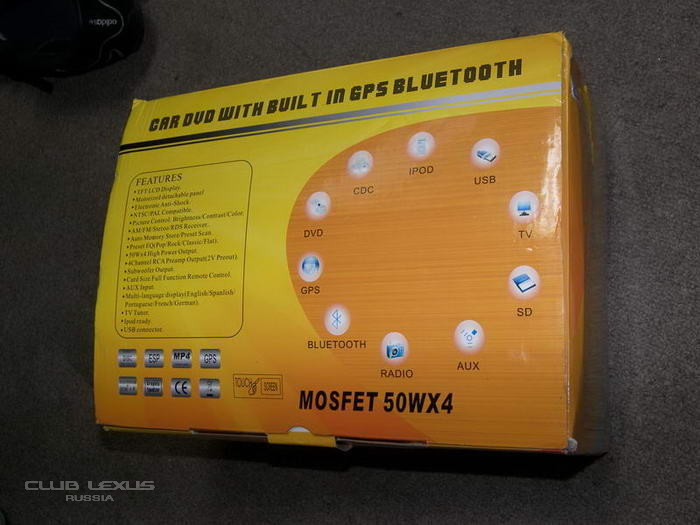 CAR DVD WITH BUILT IN GPS BLUETOOTH
FEATURES
•TFT LCD Display.
•Motorized detachable panel
•Electronic Anti-Shock
•NTSC/PAL Compatible.
•Picture Control: Brightness/Contrast/Color.
•AM/FM/Stereo/RDS Receiver.
•Auto Memory Store/Preset Scan.
•Preset EQ(Pop/Rock/Classic/Flat).
•50Wx4 High Power Output.
•4Channel RCA Preamp Output(2V Preout).
•Subwoofer Output.
•Card Size Full Function Remote Control.
•AUX Input.
•Multi-language display(English/Spanfish/
Portuguese/French/German).
•TV Tuner.
•Ipod ready
•USB connector.
CDC
IPOD
USB
DVD
TV
GPS
SD
BLUETOOTH
RADIO
AUX
ESP
MP4
GPS
CE
TOUCH SCREEN
MOSFET 50WX4
CLUB LEXUS
RUSSIA